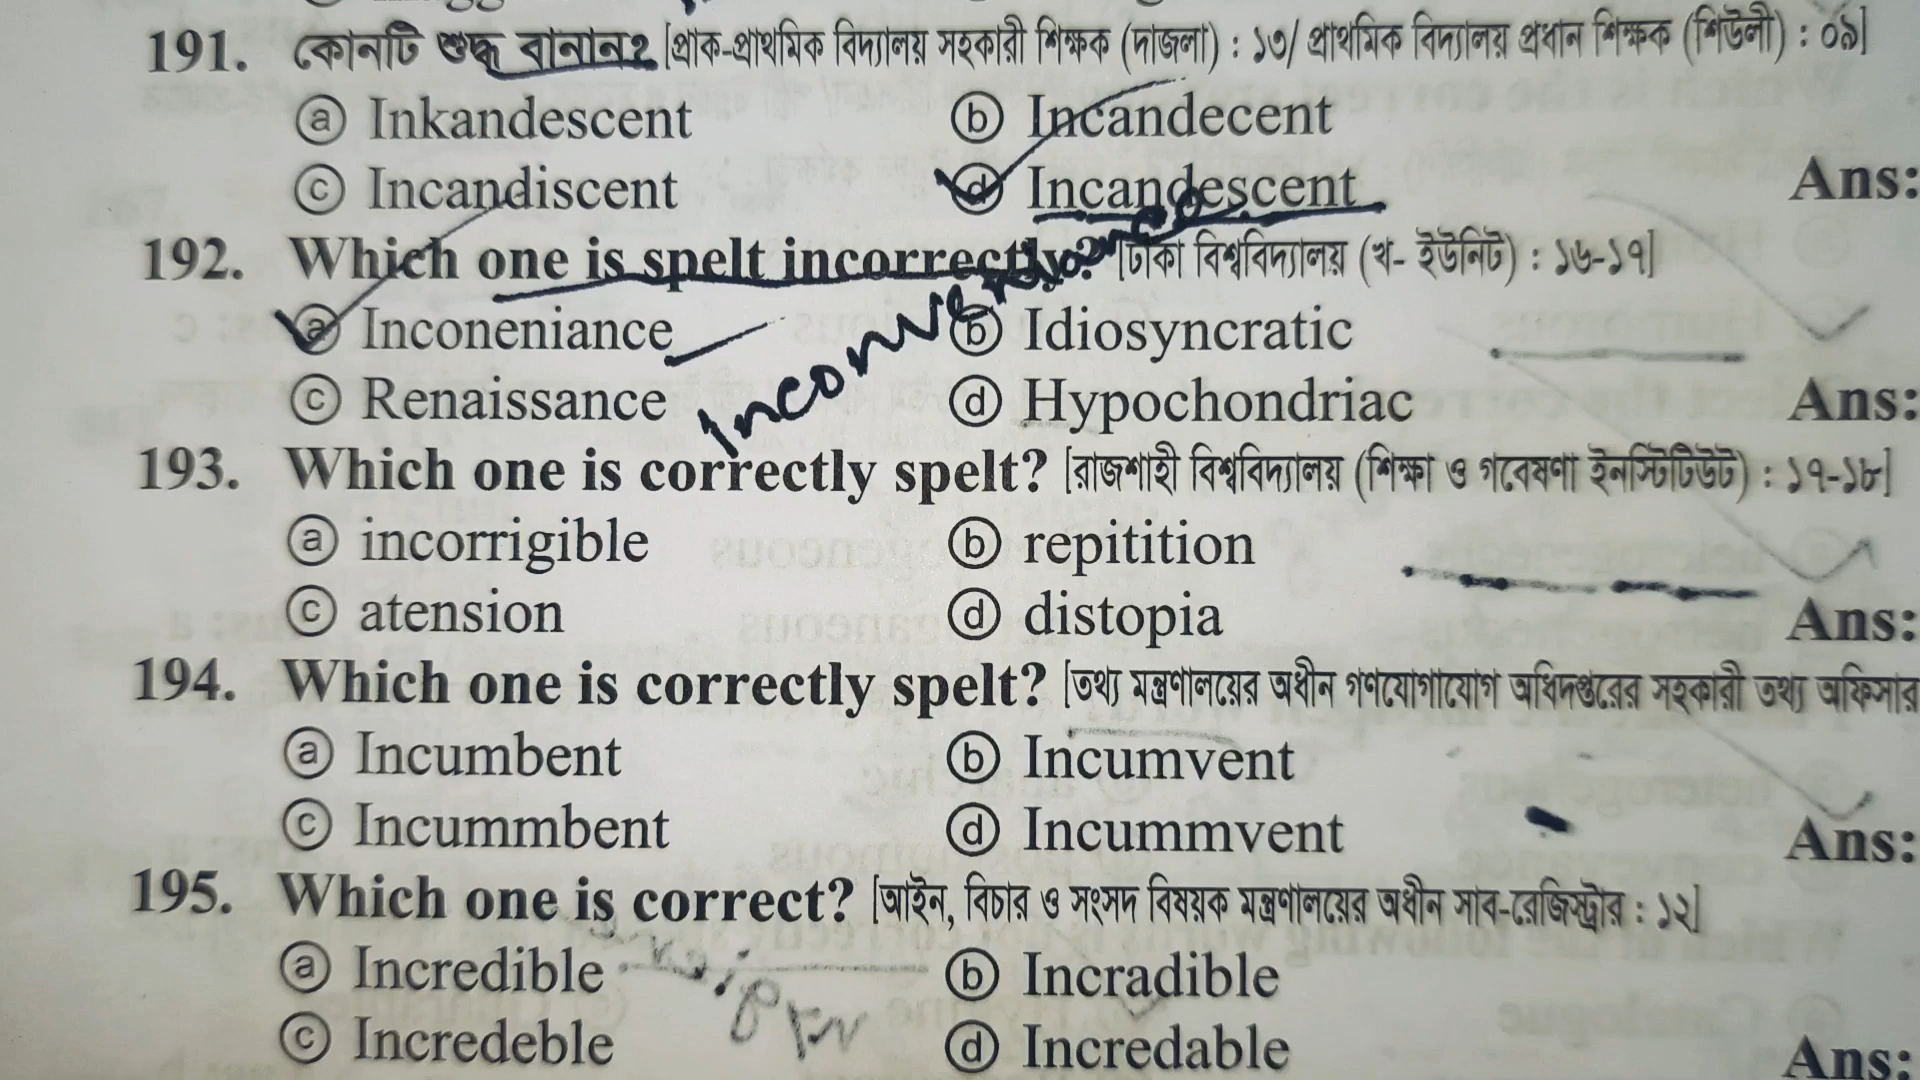 191. কোনটি শুদ্ধ বানান? [প্রাক-প্রাথমিক বিদ্যালয় সহকারী শিক্ষক (দাজলা) : ১৩/ প্রাথমিক বিদ্যালয় প্রধান শিক্ষক (শিউলী) : ০৯]
ⓐ Inkandescent ⓑ Incandecent
ⓒ Incandiscent ⓓ Incandescent Ans:
192. Which one is spelt incorrectly? [ঢাকা বিশ্ববিদ্যালয় (খ- ইউনিট) : ১৬-১৭]
ⓐ Inconeniance ⓑ Idiosyncratic
ⓒ Renaissance ⓓ Hypochondriac Ans:
193. Which one is correctly spelt? [রাজশাহী বিশ্ববিদ্যালয় (শিক্ষা ও গবেষণা ইনস্টিটিউট) : ১৭-১৮]
ⓐ incorrigible ⓑ repitition
ⓒ atension ⓓ distopia Ans:
194. Which one is correctly spelt? [তথ্য মন্ত্রণালয়ের অধীন গণযোগাযোগ অধিদপ্তরের সহকারী তথ্য অফিসার
ⓐ Incumbent ⓑ Incumvent
ⓒ Incummbent ⓓ Incummvent Ans:
195. Which one is correct? [আইন, বিচার ও সংসদ বিষয়ক মন্ত্রণালয়ের অধীন সাব-রেজিস্ট্রার : ১২]
ⓐ Incredible ⓑ Incradible
ⓒ Incredeble ⓓ Incredable Ans: